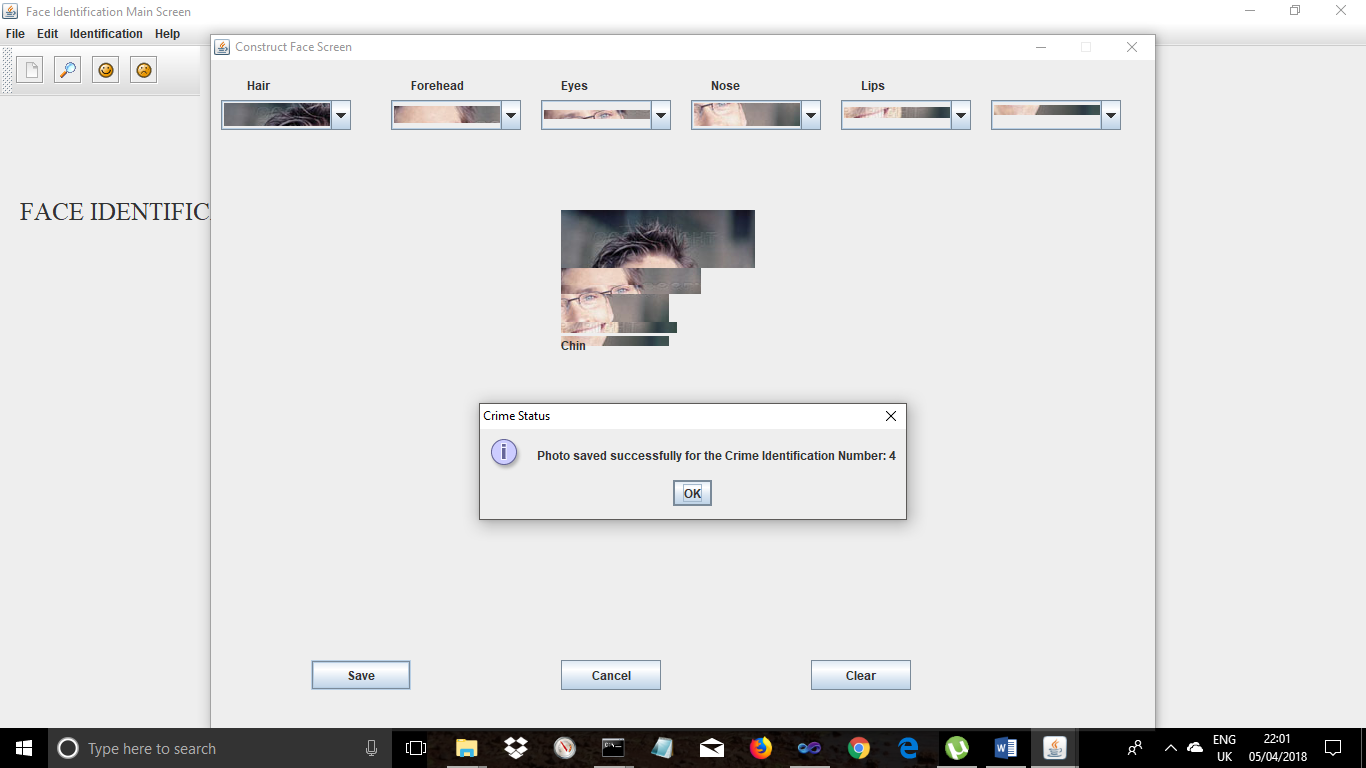 Face Identification Main Screen
File Edit Identification Help
Construct Face Screen
Hair Forehead Eyes Nose Lips
FACE IDENTIFIC
Chin
Crime Status
Photo saved successfully for the Crime Identification Number: 4
OK
Save Cancel Clear
Type here to search
ENG
UK
22:01
05/04/2018